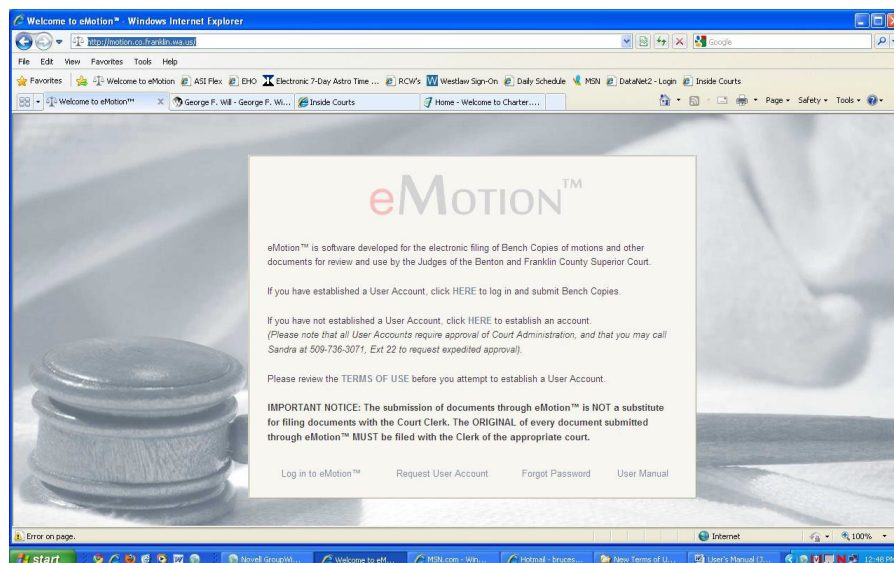 Welcome to eMotion™ - Windows Internet Explorer
http://motion.co.franklin.wa.us/
Google
File Edit View Favorites Tools Help
Favorites Welcome to eMotion ASI Flex EHO Electronic 7-Day Astro Time ... RCW's Westlaw Sign-On Daily Schedule MSN DataNet2 - Login Inside Courts
Welcome to eMotion™ X George F. Will - George F. Wi... Inside Courts Home - Welcome to Charter.... Page Safety Tools
eMOTION™
eMotion™ is software developed for the electronic filing of Bench Copies of motions and other
documents for review and use by the Judges of the Benton and Franklin County Superior Court.
If you have established a User Account, click HERE to log in and submit Bench Copies.
If you have not established a User Account, click HERE to establish an account.
(Please note that all User Accounts require approval of Court Administration, and that you may call
Sandra at 509-736-3071, Ext 22 to request expedited approval).
Please review the TERMS OF USE before you attempt to establish a User Account.
IMPORTANT NOTICE: The submission of documents through eMotion™ is NOT a substitute
for filing documents with the Court Clerk. The ORIGINAL of every document submitted
through eMotion™ MUST be filed with the Clerk of the appropriate court.
Log in to eMotion™ Request User Account Forgot Password User Manual
Error on page. Internet 100%
start Novell GroupWi... Welcome to eM... MSN.com - Win... Hotmail - bruces... New Terms of U... User's Manual (J... 12:48 PM